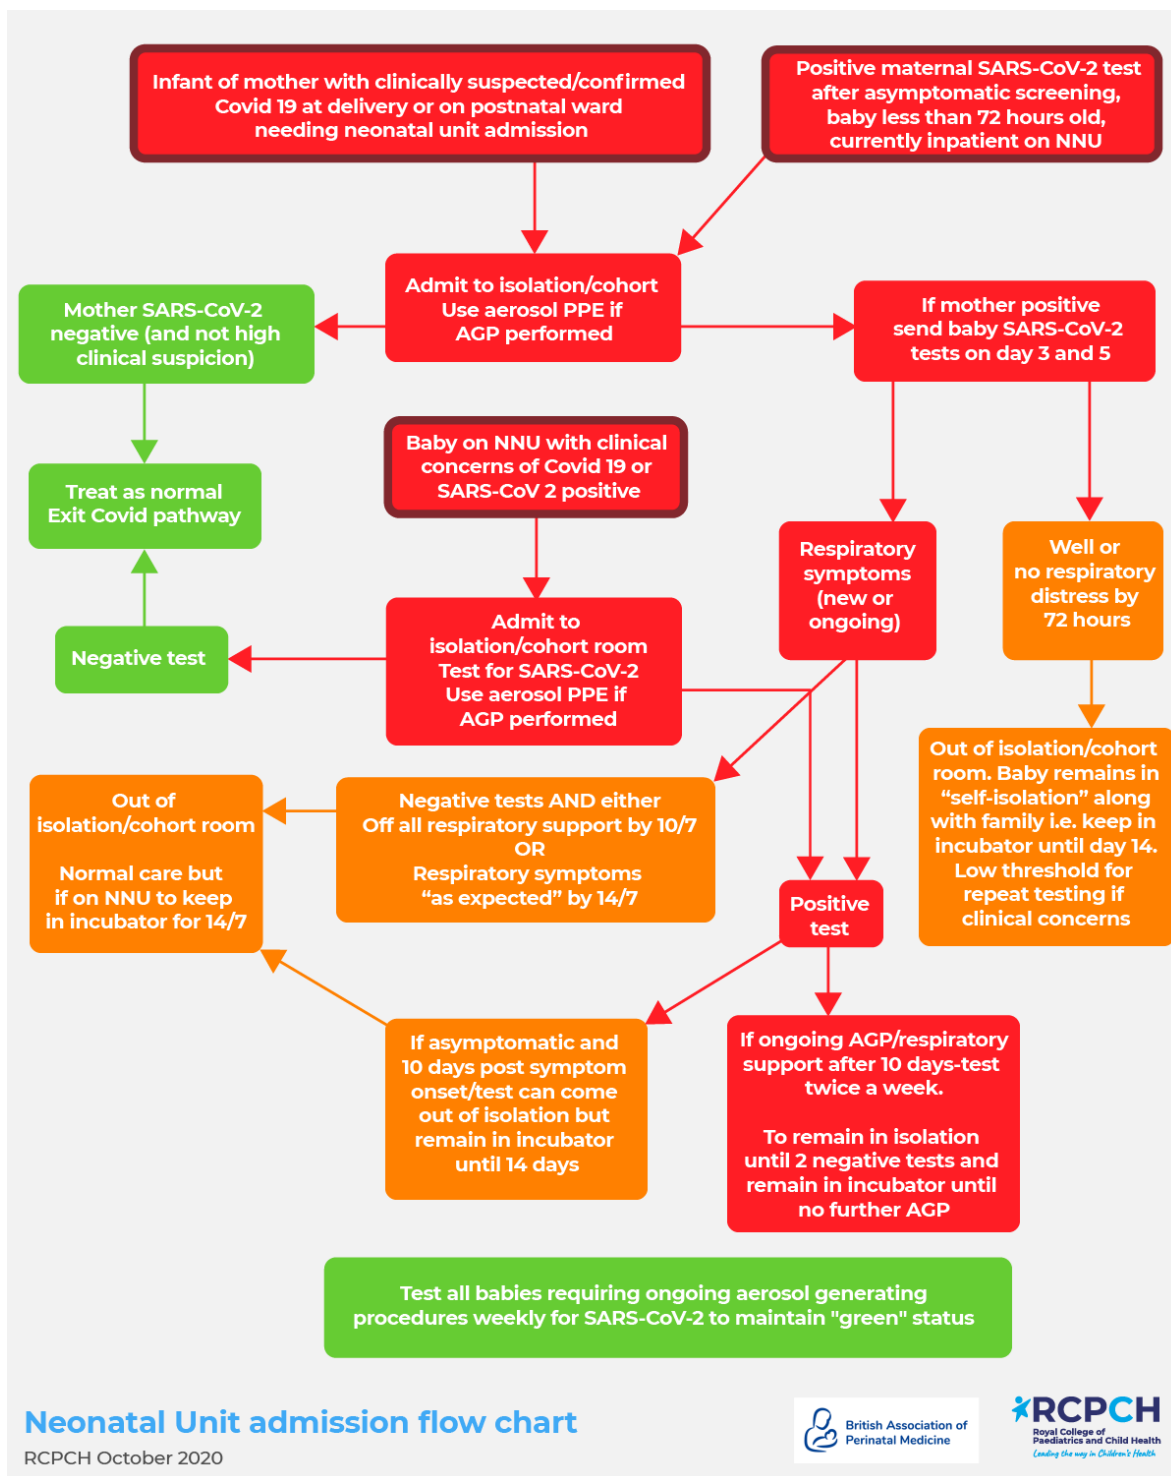 Infant of mother with clinically suspected/confirmed
Covid 19 at delivery or on postnatal ward
needing neonatal unit admission
Positive maternal SARS-CoV-2 test
after asymptomatic screening,
baby less than 72 hours old,
currently inpatient on NNU
Admit to isolation/cohort
Use aerosol PPE if
AGP performed
Mother SARS-CoV-2
negative (and not high
clinical suspicion)
If mother positive
send baby SARS-CoV-2
tests on day 3 and 5
Baby on NNU with clinical
concerns of Covid 19 or
SARS-CoV 2 positive
Treat as normal
Exit Covid pathway
Respiratory
symptoms
(new or
ongoing)
Well or
no respiratory
distress by
72 hours
Negative test
Admit to
isolation/cohort room
Test for SARS-CoV-2
Use aerosol PPE if
AGP performed
Out of isolation/cohort
room. Baby remains in
“self-isolation” along
with family i.e. keep in
incubator until day 14.
Low threshold for
repeat testing if
clinical concerns
Out of
isolation/cohort room
Normal care but
if on NNU to keep
in incubator for 14/7
Negative tests AND either
Off all respiratory support by 10/7
OR
Respiratory symptoms
“as expected” by 14/7
Positive
test
If asymptomatic and
10 days post symptom
onset/test can come
out of isolation but
remain in incubator
until 14 days
If ongoing AGP/respiratory
support after 10 days-test
twice a week.
To remain in isolation
until 2 negative tests and
remain in incubator until
no further AGP
Test all babies requiring ongoing aerosol generating
procedures weekly for SARS-CoV-2 to maintain "green" status
Neonatal Unit admission flow chart
RCPCH October 2020
British Association of
Perinatal Medicine
RCPCH
Royal College of
Paediatrics and Child Health
Leading the way in Children's Health